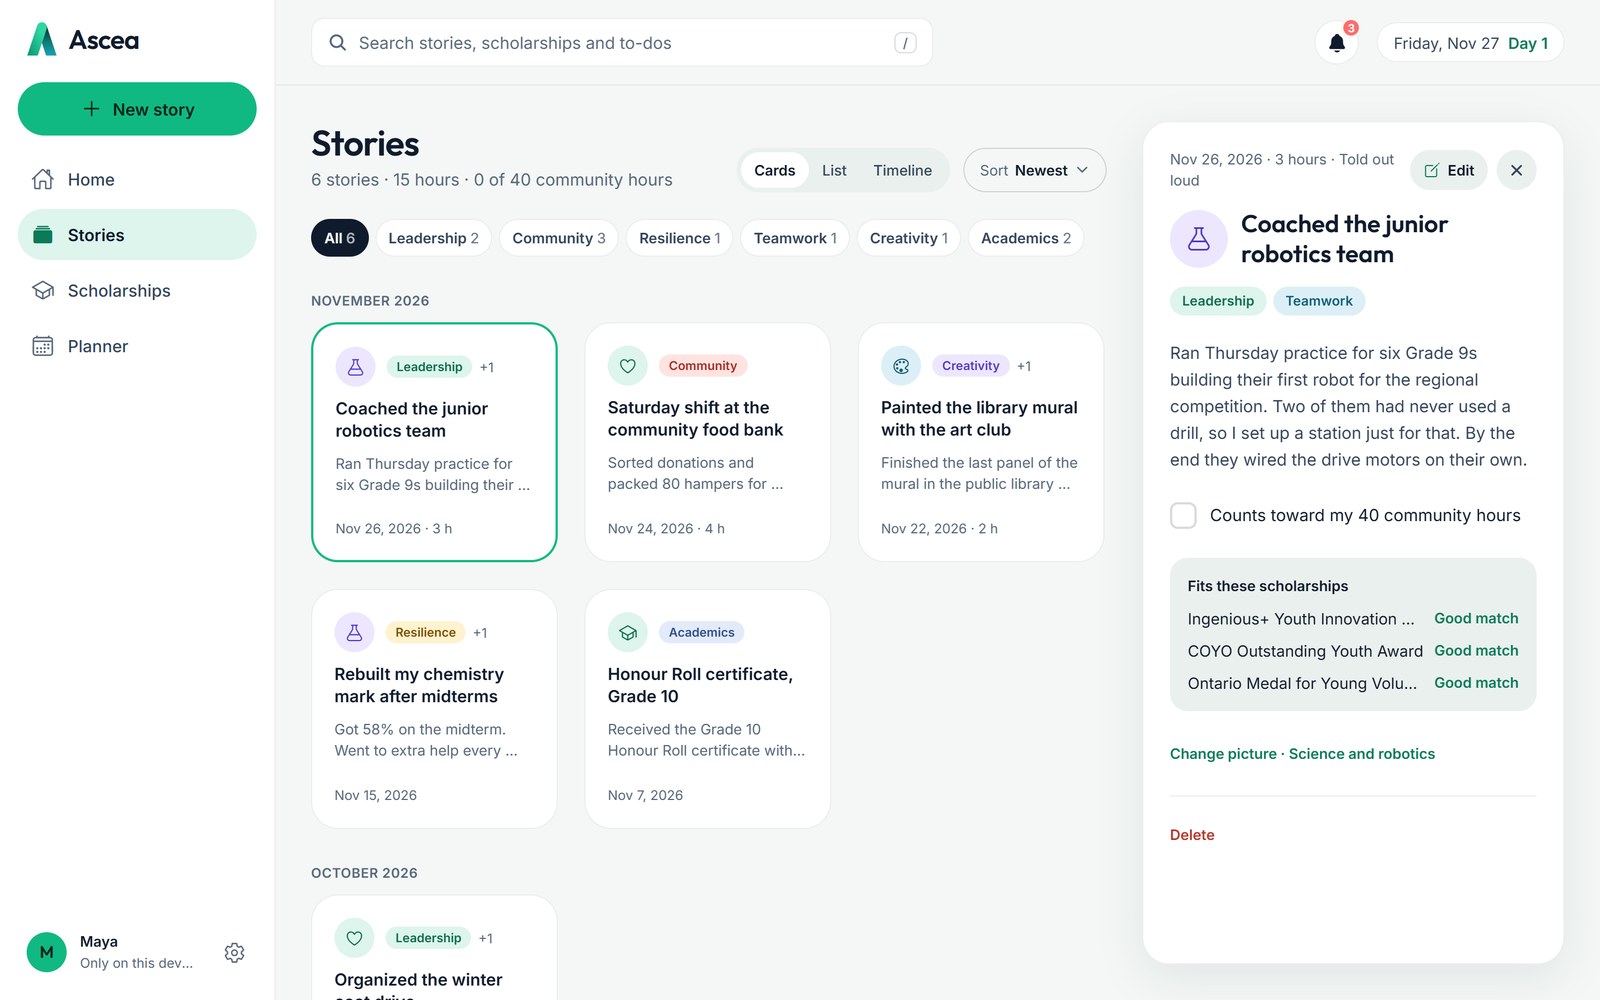 Ascea
New story
Home
Stories
Scholarships
Planner
M
Maya
Only on this dev...
Search stories, scholarships and to-dos
/
3
Friday, Nov 27 Day 1
Stories
6 stories · 15 hours · 0 of 40 community hours
Cards
List
Timeline
Sort Newest
All 6
Leadership 2
Community 3
Resilience 1
Teamwork 1
Creativity 1
Academics 2
NOVEMBER 2026
Leadership +1
Coached the junior
robotics team
Ran Thursday practice for
six Grade 9s building their ...
Nov 26, 2026 · 3 h
Community
Saturday shift at the
community food bank
Sorted donations and
packed 80 hampers for ...
Nov 24, 2026 · 4 h
Creativity +1
Painted the library mural
with the art club
Finished the last panel of the
mural in the public library ...
Nov 22, 2026 · 2 h
Resilience +1
Rebuilt my chemistry
mark after midterms
Got 58% on the midterm.
Went to extra help every ...
Nov 15, 2026
Academics
Honour Roll certificate,
Grade 10
Received the Grade 10
Honour Roll certificate with...
Nov 7, 2026
OCTOBER 2026
Leadership +1
Organized the winter
coat drive
Nov 26, 2026 · 3 hours · Told out
loud
Edit
Coached the junior
robotics team
Leadership
Teamwork
Ran Thursday practice for six Grade 9s
building their first robot for the regional
competition. Two of them had never used a
drill, so I set up a station just for that. By the
end they wired the drive motors on their own.
Counts toward my 40 community hours
Fits these scholarships
Ingenious+ Youth Innovation ... Good match
COYO Outstanding Youth Award Good match
Ontario Medal for Young Volu... Good match
Change picture · Science and robotics
Delete